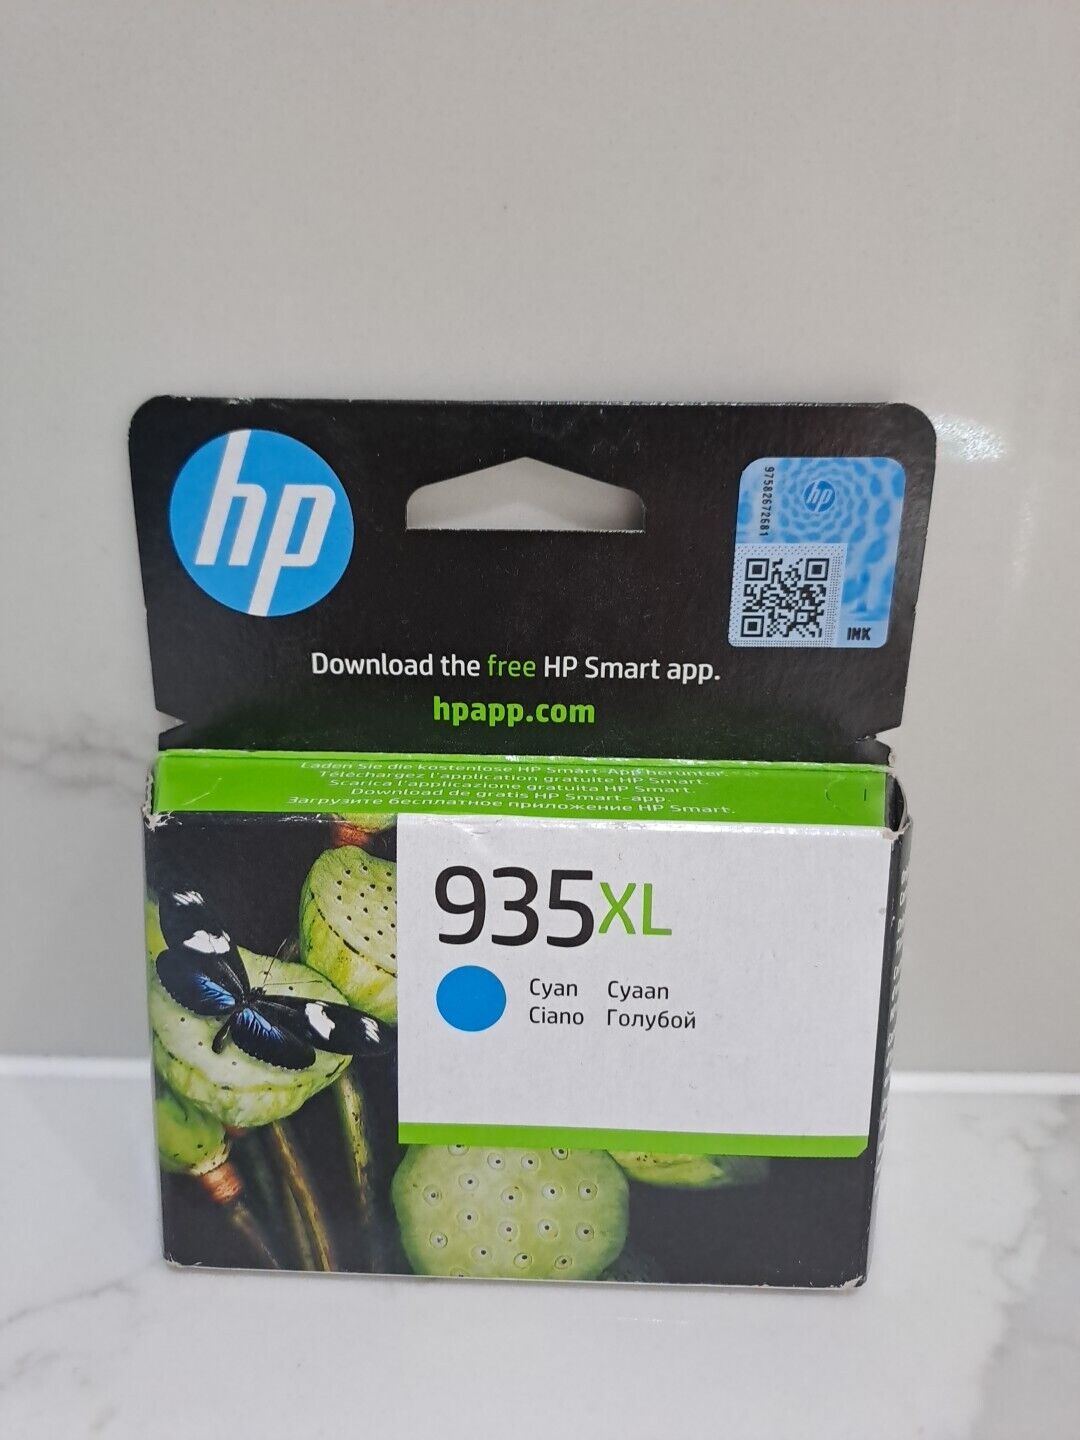 hp
97582672681
hp
INK
Download the free HP Smart app.
hpapp.com
Laden Sie die kostenlose HP Smart-App herunter.
Téléchargez l'application gratuite HP Smart.
Scarica l'applicazione gratuita HP Smart.
Download de gratis HP Smart-app.
Загрузите бесплатное приложение HP Smart.
935XL
Cyan Cyaan
Ciano Голубой